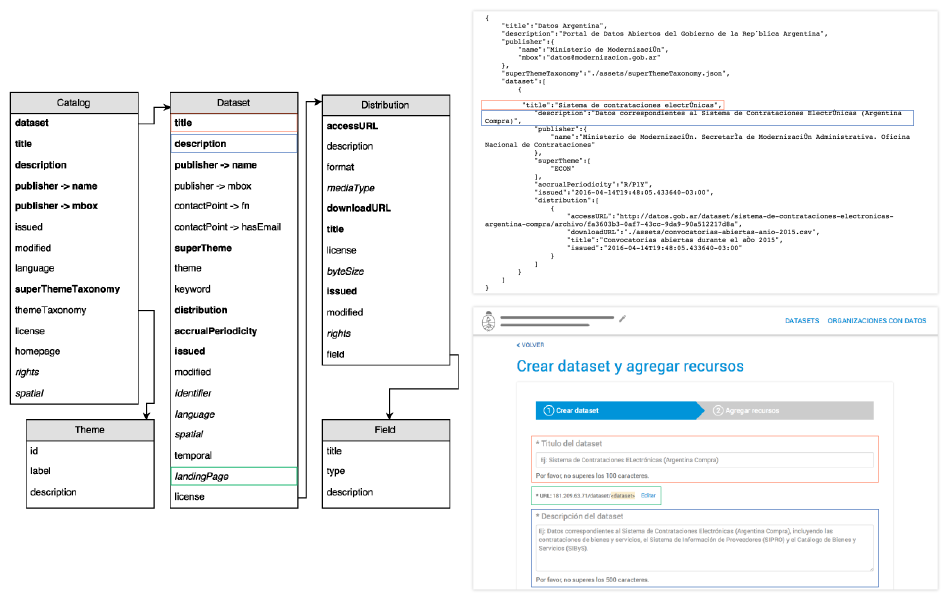 Catalog
dataset
title
description
publisher -> name
publisher -> mbox
issued
modified
language
superThemeTaxonomy
themeTaxonomy
license
homepage
rights
spatial
Theme
id
label
description
Dataset
title
description
publisher -> name
publisher -> mbox
contactPoint -> fn
contactPoint -> hasEmail
superTheme
theme
keyword
distribution
accrualPeriodicity
issued
modified
identifier
language
spatial
temporal
landingPage
license
Distribution
accessURL
description
format
mediaType
downloadURL
title
license
byteSize
issued
modified
rights
field
Field
title
type
description
{
"title":"Datos Argentina",
"description":"Portal de Datos Abiertos del Gobierno de la Rep˙blica Argentina",
"publisher":{
"name":"Ministerio de ModernizaciÛn",
"mbox":"datos@modernizacion.gob.ar"
},
"superThemeTaxonomy":"./assets/superThemeTaxonomy.json",
"dataset":[
{
"title":"Sistema de contrataciones electrÛnicas",
"description":"Datos correspondientes al Sistema de Contrataciones ElectrÛnicas (Argentina
Compra)",
"publisher":{
"name":"Ministerio de ModernizaciÛn. SecretarÌa de ModernizaciÛn Administrativa. Oficina
Nacional de Contrataciones"
},
"superTheme":[
"ECON"
],
"accrualPeriodicity":"R/P1Y",
"issued":"2016-04-14T19:48:05.433640-03:00",
"distribution":[
{
"accessURL":"http://datos.gob.ar/dataset/sistema-de-contrataciones-electronicas-
argentina-compra/archivo/fa3603b3-0af7-43cc-9da9-90a512217d8a",
"downloadURL":"./assets/convocatorias-abiertas-anio-2015.csv",
"title":"Convocatorias abiertas durante el aÒo 2015",
"issued":"2016-04-14T19:48:05.433640-03:00"
}
]
}
]
}
DATASETS ORGANIZACIONES CON DATOS
< VOLVER
Crear dataset y agregar recursos
1 Crear dataset 2 Agregar recursos
* Título del dataset
Ej: Sistema de Contrataciones ELectrónicas (Argentina Compra)
Por favor, no superes los 100 caracteres.
* URL: 181.209.63.71/dataset/<dataset> Editar
* Descripción del dataset
Ej: Datos correspondientes al Sistema de Contrataciones Electrónicas (Argentina Compra), incluyendo las
contrataciones de bienes y servicios, el Sistema de Información de Proveedores (SIPRO) y el Catálogo de Bienes y
Servicios (SIByS).
Por favor, no superes los 500 caracteres.